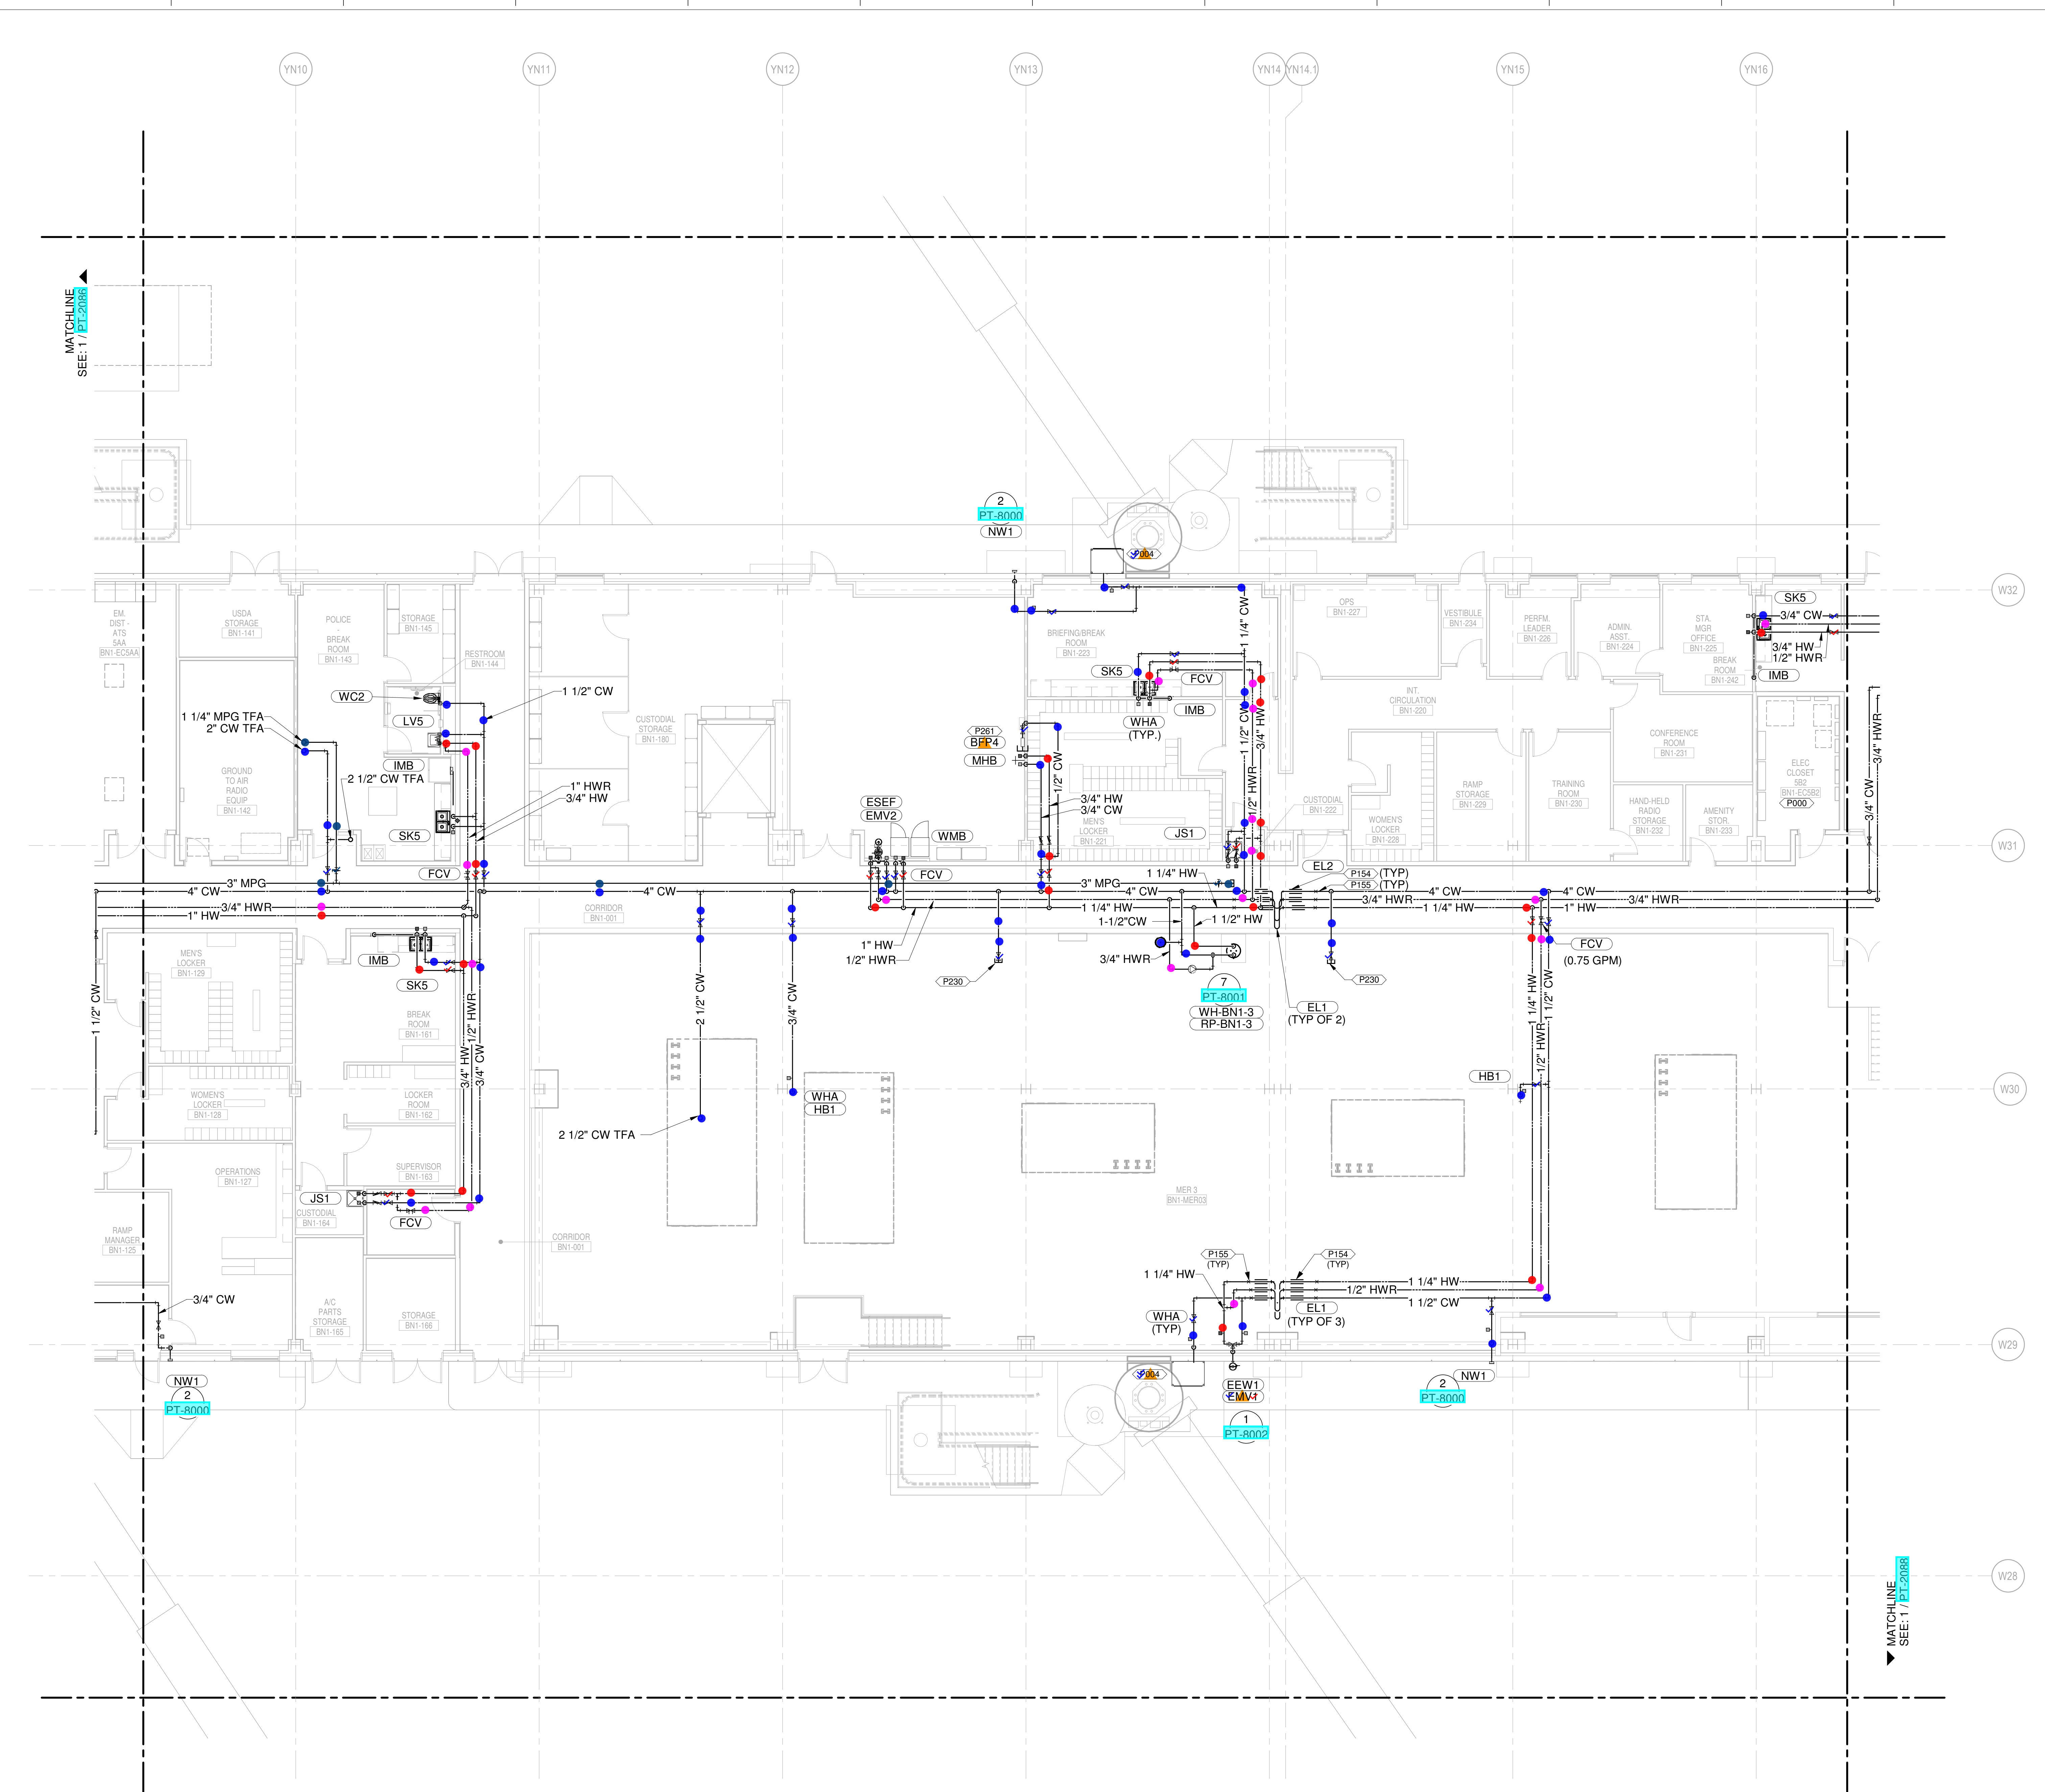 YN10
YN11
YN12
YN13
YN14
YN14.1
YN15
YN16
MATCHLINE
SEE: 1 / PT-2086
2
PT-8000
NW1
P004
W32
EM.
DIST -
ATS
5AA
BN1-EC5AA
USDA
STORAGE
BN1-141
POLICE
-
BREAK
ROOM
BN1-143
STORAGE
BN1-145
RESTROOM
BN1-144
BRIEFING/BREAK
ROOM
BN1-223
1 1/4" CW
OPS
BN1-227
VESTIBULE
BN1-234
PERFM.
LEADER
BN1-226
ADMIN.
ASST.
BN1-224
STA.
MGR
OFFICE
BN1-225
BREAK
ROOM
BN1-242
SK5
3/4" CW
3/4" HW
1/2" HWR
IMB
SK5
FCV
IMB
WHA
(TYP.)
WC2
LV5
1 1/2" CW
1 1/4" MPG TFA
2" CW TFA
IMB
2 1/2" CW TFA
1" HWR
3/4" HW
SK5
FCV
GROUND
TO AIR
RADIO
EQUIP
BN1-142
CUSTODIAL
STORAGE
BN1-180
P261
BFP4
MHB
1/2" CW
3/4" HW
3/4" CW
MEN'S
LOCKER
BN1-221
1 1/2" CW
1/2" HWR
3/4" HW
JS1
CUSTODIAL
BN1-222
INT.
CIRCULATION
BN1-220
WOMEN'S
LOCKER
BN1-228
RAMP
STORAGE
BN1-229
TRAINING
ROOM
BN1-230
CONFERENCE
ROOM
BN1-231
HAND-HELD
RADIO
STORAGE
BN1-232
AMENITY
STOR.
BN1-233
ELEC
CLOSET
5B2
BN1-EC5B2
P000
3/4" CW
3/4" HWR
ESEF
EMV2
WMB
FCV
W31
EL2
P154 (TYP)
P155 (TYP)
1 1/4" HW
3" MPG
4" CW
3/4" HWR
1" HW
4" CW
3" MPG
4" CW
1 1/4" HW
4" CW
3/4" HWR
1 1/4" HW
4" CW
1" HW
3/4" HWR
CORRIDOR
BN1-001
1-1/2"CW
1 1/2" HW
1" HW
1/2" HWR
3/4" HWR
P230
P230
FCV
(0.75 GPM)
7
PT-8001
WH-BN1-3
RP-BN1-3
EL1
(TYP OF 2)
MEN'S
LOCKER
BN1-129
IMB
SK5
BREAK
ROOM
BN1-161
1 1/2" CW
3/4" HW
1/2" HWR
3/4" CW
2 1/2" CW
3/4" CW
1 1/4" HW
1/2" HWR
1 1/2" CW
HB1
W30
WOMEN'S
LOCKER
BN1-128
LOCKER
ROOM
BN1-162
WHA
HB1
2 1/2" CW TFA
OPERATIONS
BN1-127
SUPERVISOR
BN1-163
JS1
CUSTODIAL
BN1-164
FCV
MER 3
BN1-MER03
RAMP
MANAGER
BN1-125
CORRIDOR
BN1-001
P155
(TYP)
P154
(TYP)
1 1/4" HW
1 1/4" HW
1/2" HWR
1 1/2" CW
EL1
(TYP OF 3)
WHA
(TYP)
3/4" CW
A/C
PARTS
STORAGE
BN1-165
STORAGE
BN1-166
W29
NW1
2
PT-8000
P004
EEW1
EMV1
1
PT-8002
NW1
2
PT-8000
W28
MATCHLINE
SEE: 1 / PT-2088